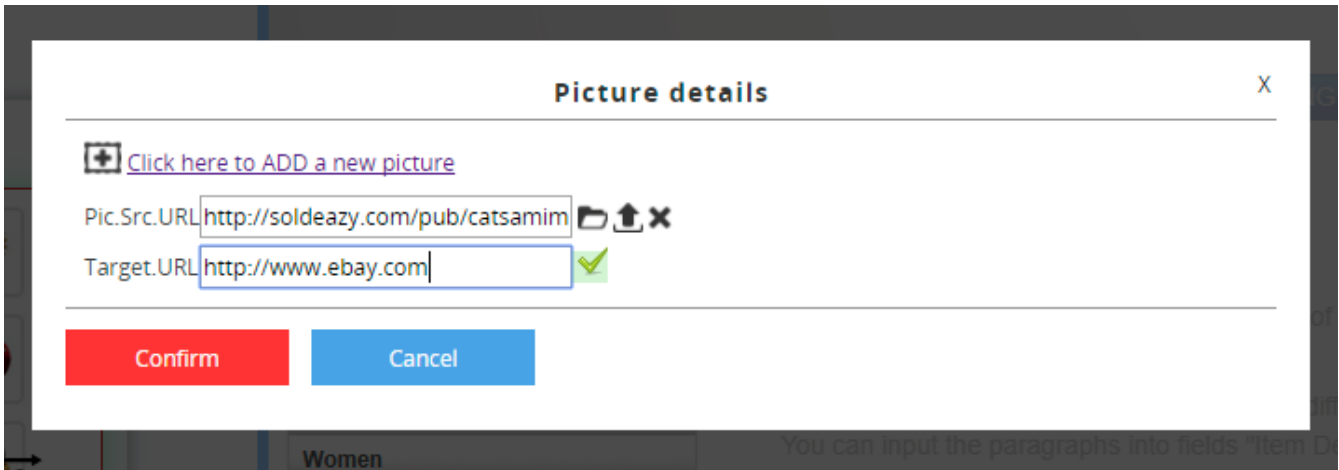 Picture details
X
Click here to ADD a new picture
Pic.Src.URL http://soldeazy.com/pub/catsamim
Target.URL http://www.ebay.com
Confirm
Cancel
of
You can input the paragraphs into fields "Item De
Women